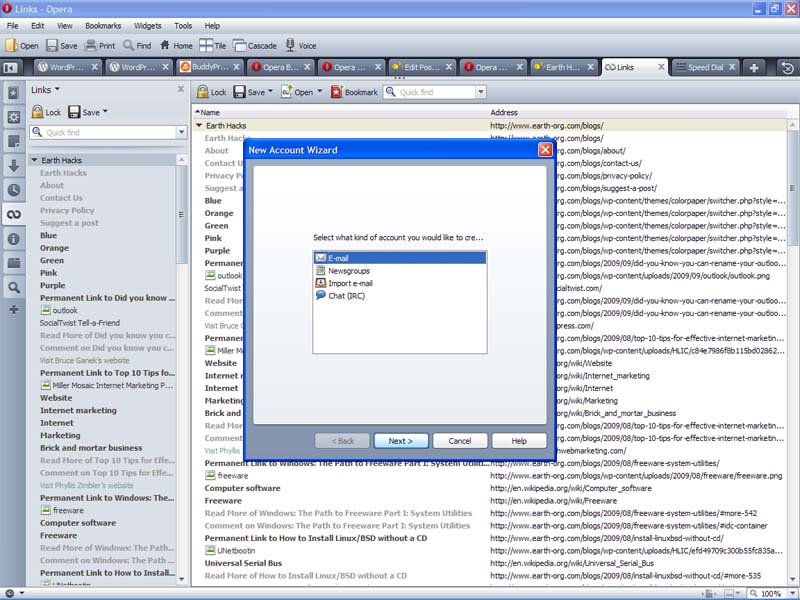 Links - Opera
File Edit View Bookmarks Widgets Tools Help
Open Save Print Find Home Tile Cascade Voice
WordPr... WordPr... BuddyPr... Opera B... Opera ... Edit Pos... Opera ... Earth H... Links Speed Dial
Links
Lock Save
Quick find
Earth Hacks
Earth Hacks
About
Contact Us
Privacy Policy
Suggest a post
Blue
Orange
Green
Pink
Purple
Permanent Link to Did you know ...
outlook
SocialTwist Tell-a-Friend
Read More of Did you know you c...
Comment on Did you know you c...
Visit Bruce Ganek's website
Permanent Link to Top 10 Tips fo...
Miller Mosaic Internet Marketing P...
Website
Internet marketing
Internet
Marketing
Brick and mortar business
Read More of Top 10 Tips for Effe...
Comment on Top 10 Tips for Effe...
Visit Phyllis Zimbler's website
Permanent Link to Windows: The...
freeware
Computer software
Freeware
Read More of Windows: The Path...
Comment on Windows: The Path...
Permanent Link to How to Install...
UNetbootin
Lock Save Open Bookmark Quick find
Name Address
Earth Hacks http://www.earth-org.com/blogs/
Earth
About
Contact U
Privacy P
Suggest a
Blue
Orange
Green
Pink
Purple
Permanen
outlook
SocialTwist
Read More
Comment
Visit Bruce
Permanen
Miller M
Website
Internet
Internet
Marketing
Brick and
Read More
Comment
Visit Phyllis
.com/blogs/
.com/blogs/about/
.com/blogs/contact-us/
.com/blogs/privacy-policy/
.com/blogs/suggest-a-post/
.com/blogs/wp-content/themes/colorpaper/switcher.php?style=...
.com/blogs/wp-content/themes/colorpaper/switcher.php?style=...
.com/blogs/wp-content/themes/colorpaper/switcher.php?style=...
.com/blogs/wp-content/themes/colorpaper/switcher.php?style=...
.com/blogs/wp-content/themes/colorpaper/switcher.php?style=...
.com/blogs/2009/09/did-you-know-you-can-rename-your-outloo...
.com/blogs/wp-content/uploads/2009/09/outlook/outlook.png
ialtwist.com/
.com/blogs/2009/09/did-you-know-you-can-rename-your-outloo...
.com/blogs/2009/09/did-you-know-you-can-rename-your-outloo...
press.com/
.com/blogs/2009/08/top-10-tips-for-effective-internet-market...
.com/blogs/wp-content/uploads/HLIC/c84e7986f8b115bd02862...
.org/wiki/Website
.org/wiki/Internet_marketing
.org/wiki/Internet
.org/wiki/Marketing
.org/wiki/Brick_and_mortar_business
.com/blogs/2009/08/top-10-tips-for-effective-internet-market...
.com/blogs/2009/08/top-10-tips-for-effective-internet-market...
hwebmarketing.com/
Permanent Link to Windows: The Path to Freeware Part I: System Utiliti... http://www.earth-org.com/blogs/2009/08/freeware-system-utilities/
freeware http://www.earth-org.com/blogs/wp-content/uploads/2009/08/freeware/freeware.png
Computer software http://en.wikipedia.org/wiki/Computer_software
Freeware http://en.wikipedia.org/wiki/Freeware
Read More of Windows: The Path to Freeware Part I: System Utilities http://www.earth-org.com/blogs/2009/08/freeware-system-utilities/#more-542
Comment on Windows: The Path to Freeware Part I: System Utilities http://www.earth-org.com/blogs/2009/08/freeware-system-utilities/#idc-container
Permanent Link to How to Install Linux/BSD without a CD http://www.earth-org.com/blogs/2009/08/install-linuxbsd-without-cd/
UNetbootin http://www.earth-org.com/blogs/wp-content/uploads/HLIC/efd49709c300b55fc835a...
Universal Serial Bus http://en.wikipedia.org/wiki/Universal_Serial_Bus
Read More of How to Install Linux/BSD without a CD http://www.earth-org.com/blogs/2009/08/install-linuxbsd-without-cd/#more-535
New Account Wizard
Select what kind of account you would like to cre...
E-mail
Newsgroups
Import e-mail
Chat (IRC)
< Back Next > Cancel Help
100%